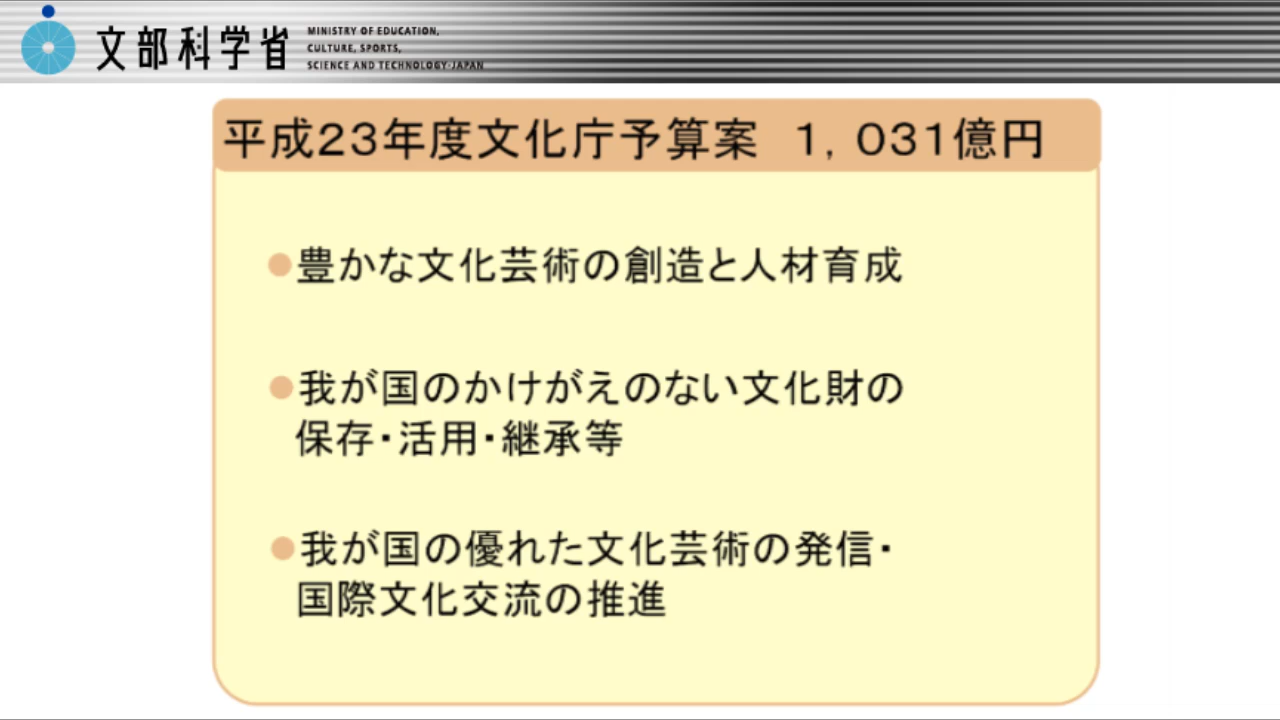 文部科学省
MINISTRY OF EDUCATION,
CULTURE, SPORTS,
SCIENCE AND TECHNOLOGY-JAPAN
平成23年度文化庁予算案　1，031億円
●豊かな文化芸術の創造と人材育成
●我が国のかけがえのない文化財の
保存・活用・継承等
●我が国の優れた文化芸術の発信・
国際文化交流の推進